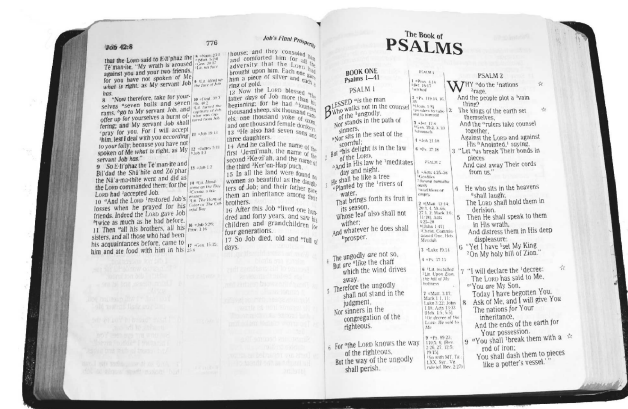 Job 42:8
776
Job's Final Prosperity
that the LORD said to Eliphaz the
Te´man·ite, "My wrath is aroused
against you and your two friends,
for you have not spoken of Me
what is right, as My servant Job
has.
8 "Now therefore, take for your-
selves seven bulls and seven
rams, go to My servant Job, and
offer up for yourselves a burnt of-
fering; and My servant Job shall
pray for you. For I will accept
him, lest I deal with you according
to your folly; because you have not
spoken of Me what is right, as My
servant Job has."
9 So El´i·phaz the Te´man·ite and
Bil´dad the Shu´hite and Zo´phar
the Na´a·ma·thite went and did as
the LORD commanded them; for the
LORD had accepted Job.
10 And the LORD restored Job's
losses when he prayed for his
friends. Indeed the LORD gave Job
twice as much as he had before.
11 Then all his brothers, all his
sisters, and all those who had been
his acquaintances before, came to
him and ate food with him in his
house; and they consoled him
and comforted him for all the
adversity that the LORD had
brought upon him. Each one gave
him a piece of silver and each a
ring of gold.
12 Now the LORD blessed the
latter days of Job more than his
beginning; for he had fourteen
thousand sheep, six thousand cam-
els, one thousand yoke of oxen,
and one thousand female donkeys.
13 He also had seven sons and
three daughters.
14 And he called the name of the
first Je·mi´mah, the name of the
second Ke·zi´ah, and the name of
the third Ker´en-Hap´puch.
15 In all the land were found no
women so beautiful as the daugh-
ters of Job; and their father gave
them an inheritance among their
brothers.
16 After this Job lived one hun-
dred and forty years, and saw his
children and grandchildren for
four generations.
17 So Job died, old and full of
days.
The Book of
PSALMS
BOOK ONE
Psalms 1—41
PSALM 1
BLESSED is the man
Who walks not in the counsel
of the ungodly,
Nor stands in the path of
sinners,
Nor sits in the seat of the
scornful;
2 But his delight is in the law
of the LORD,
And in His law he meditates
day and night.
3 He shall be like a tree
Planted by the rivers of
water,
That brings forth its fruit in
its season,
Whose leaf also shall not
wither;
And whatever he does shall
prosper.
4 The ungodly are not so,
But are like the chaff
which the wind drives
away.
5 Therefore the ungodly
shall not stand in the
judgment,
Nor sinners in the
congregation of the
righteous.
6 For the LORD knows the way
of the righteous,
But the way of the ungodly
shall perish.
PSALM 1
PSALM 2
PSALM 2
WHY do the nations
rage,
And the people plot a vain
thing?
2 The kings of the earth set
themselves,
And the rulers take counsel
together,
Against the LORD and against
His Anointed, saying,
3 "Let us break Their bonds in
pieces
And cast away Their cords
from us."
4 He who sits in the heavens
shall laugh;
The LORD shall hold them in
derision.
5 Then He shall speak to them
in His wrath,
And distress them in His deep
displeasure:
6 "Yet I have set My King
On My holy hill of Zion."
7 "I will declare the decree:
The LORD has said to Me,
'You are My Son,
Today I have begotten You.
8 Ask of Me, and I will give You
The nations for Your
inheritance,
And the ends of the earth for
Your possession.
9 You shall break them with a
rod of iron;
You shall dash them to pieces
like a potter's vessel.'"